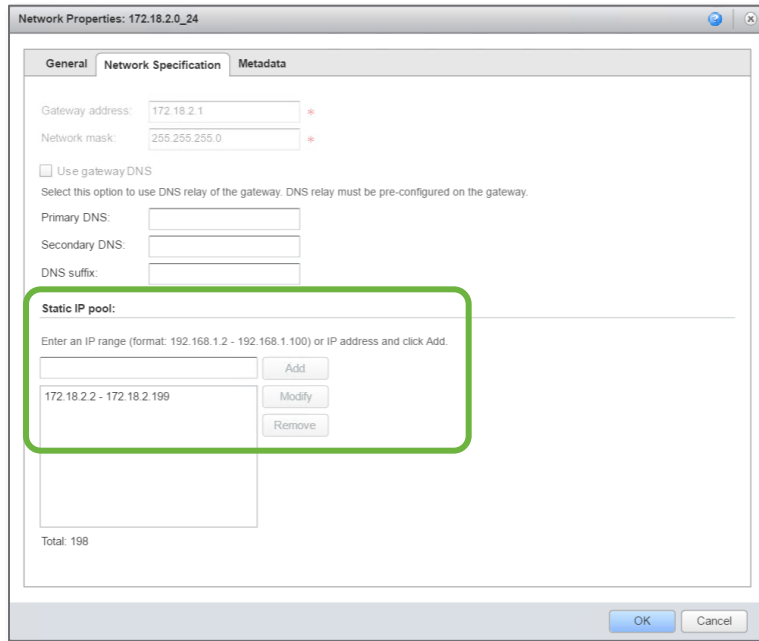 Network Properties: 172.18.2.0_24
General Network Specification Metadata
Gateway address: 172.18.2.1 *
Network mask: 255.255.255.0 *
Use gateway DNS
Select this option to use DNS relay of the gateway. DNS relay must be pre-configured on the gateway.
Primary DNS:
Secondary DNS:
DNS suffix:
Static IP pool:
Enter an IP range (format: 192.168.1.2 - 192.168.1.100) or IP address and click Add.
Add
172.18.2.2 - 172.18.2.199 Modify
Remove
Total: 198
OK Cancel